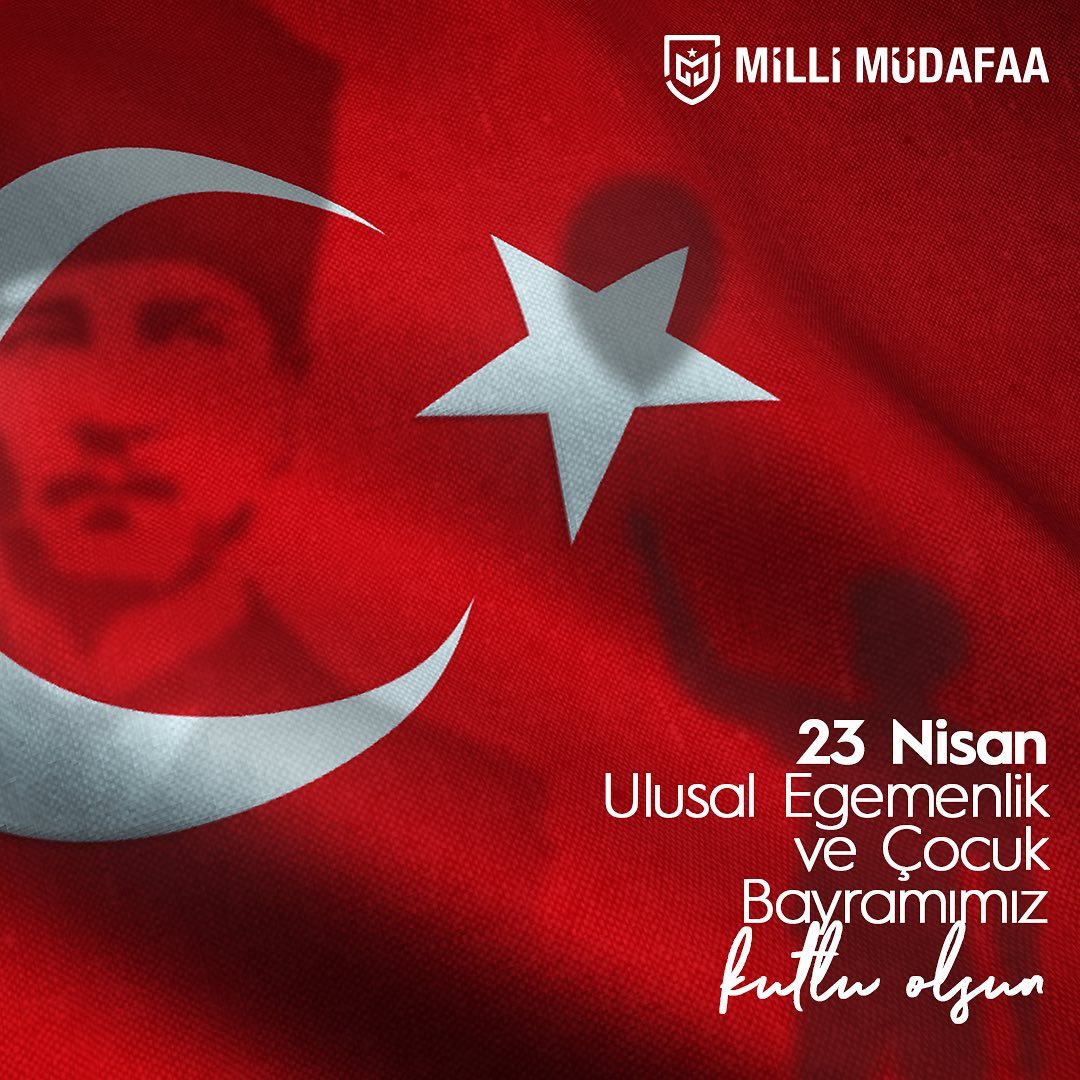 MİLLİ MÜDAFAA
23 Nisan
Ulusal Egemenlik
ve Çocuk
Bayramımız
kutlu olsun